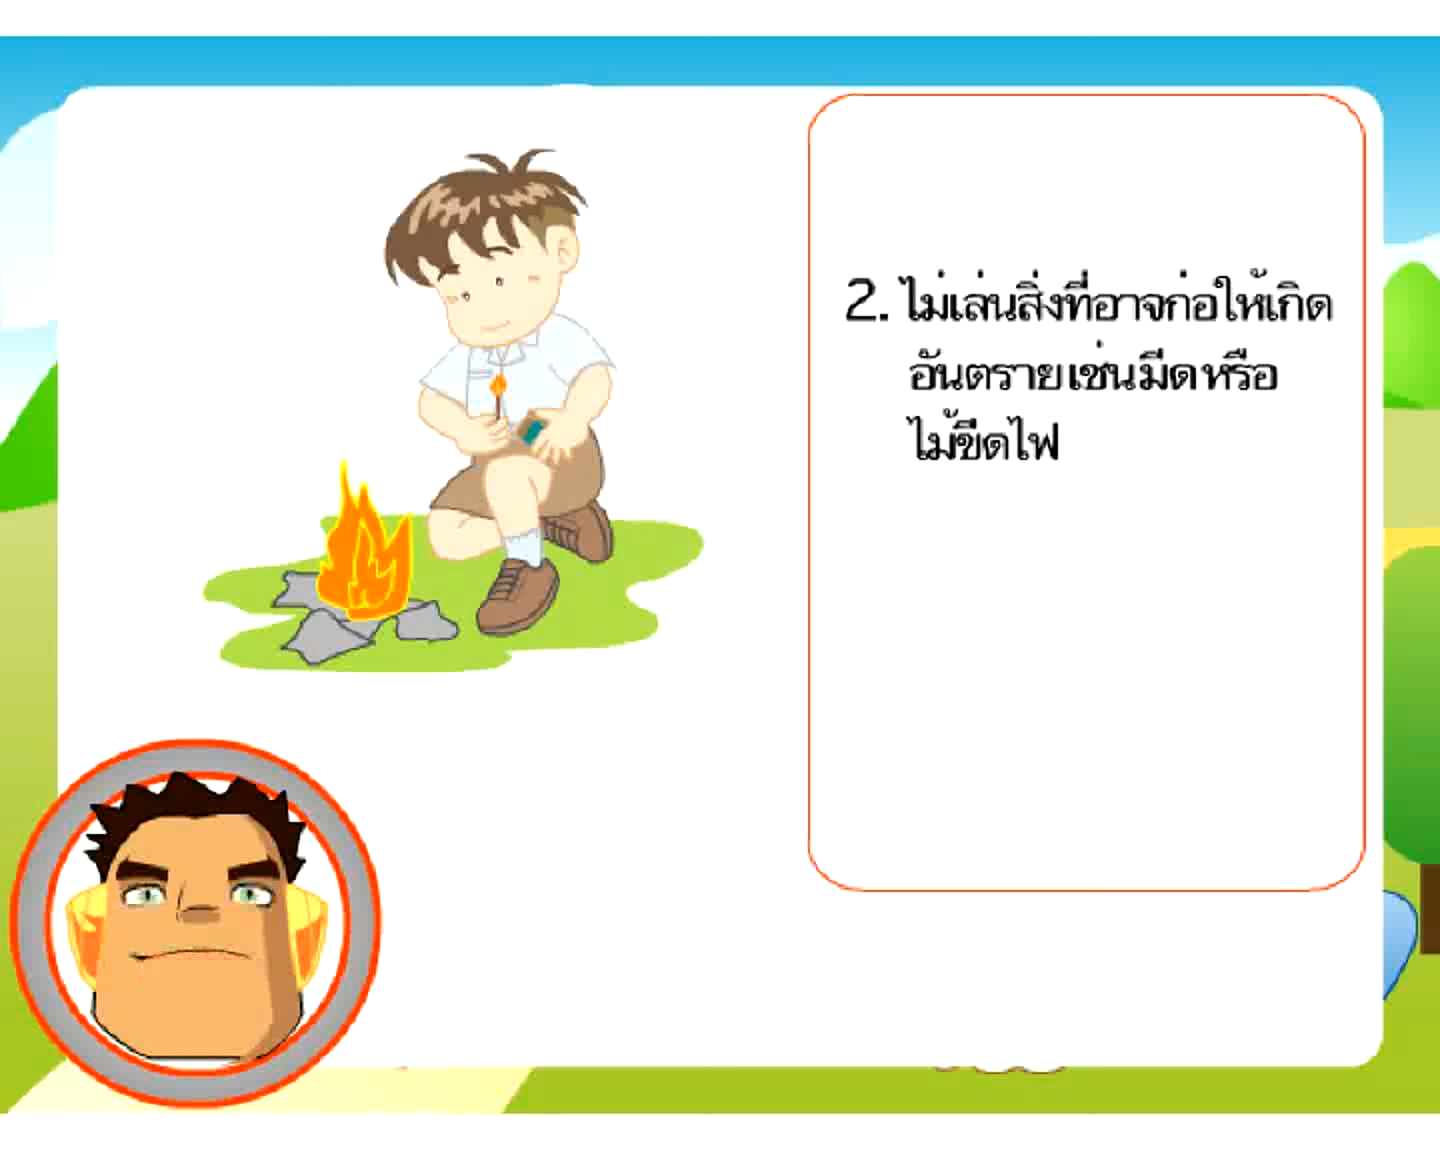 2. ไม่เล่นสิ่งที่อาจก่อให้เกิด
อันตรายเช่นมีดหรือ
ไม้ขีดไฟ